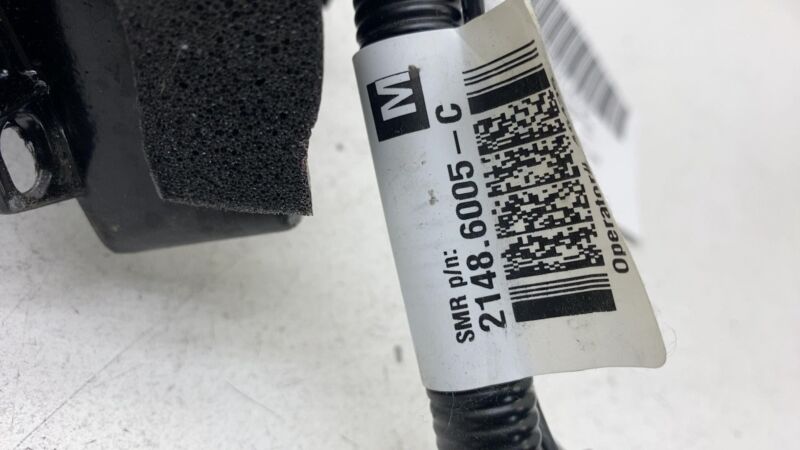 M
SMR p/n:
2148.6005-C
Operator